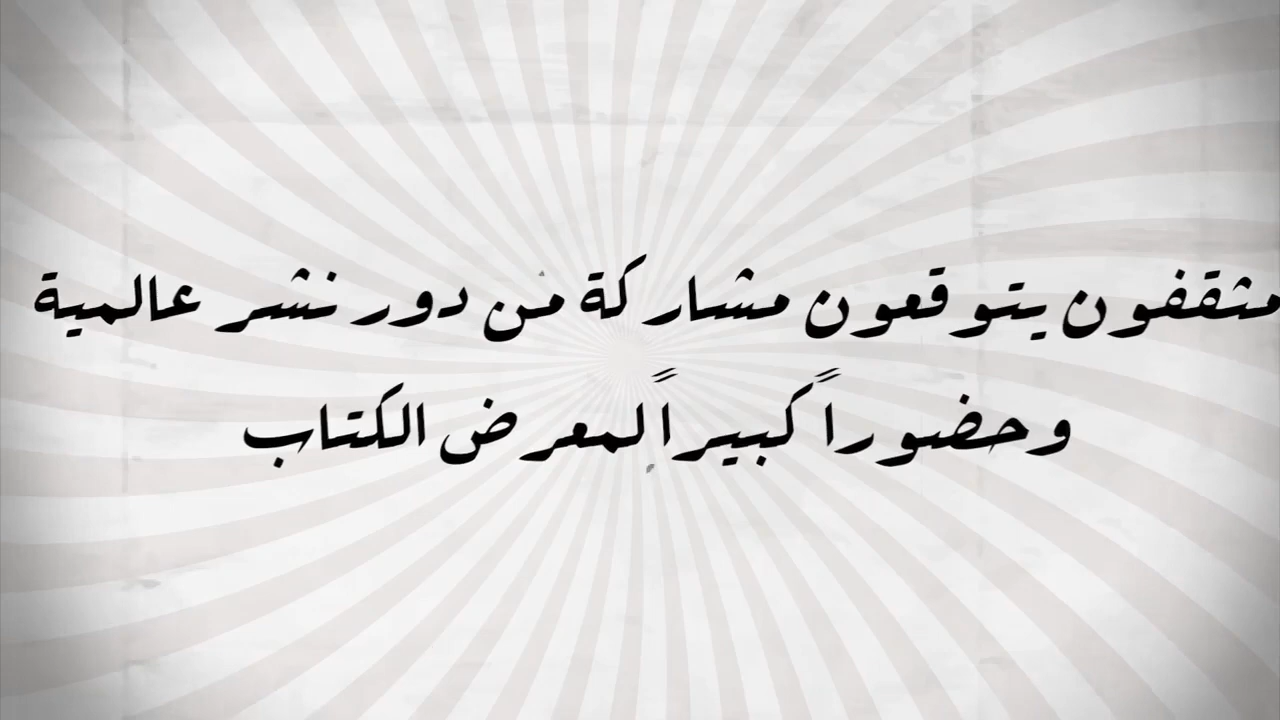 مثقفون يتوقعون مشاركة من دور نشر عالمية
وحضوراً كبيراً لمعرض الكتاب